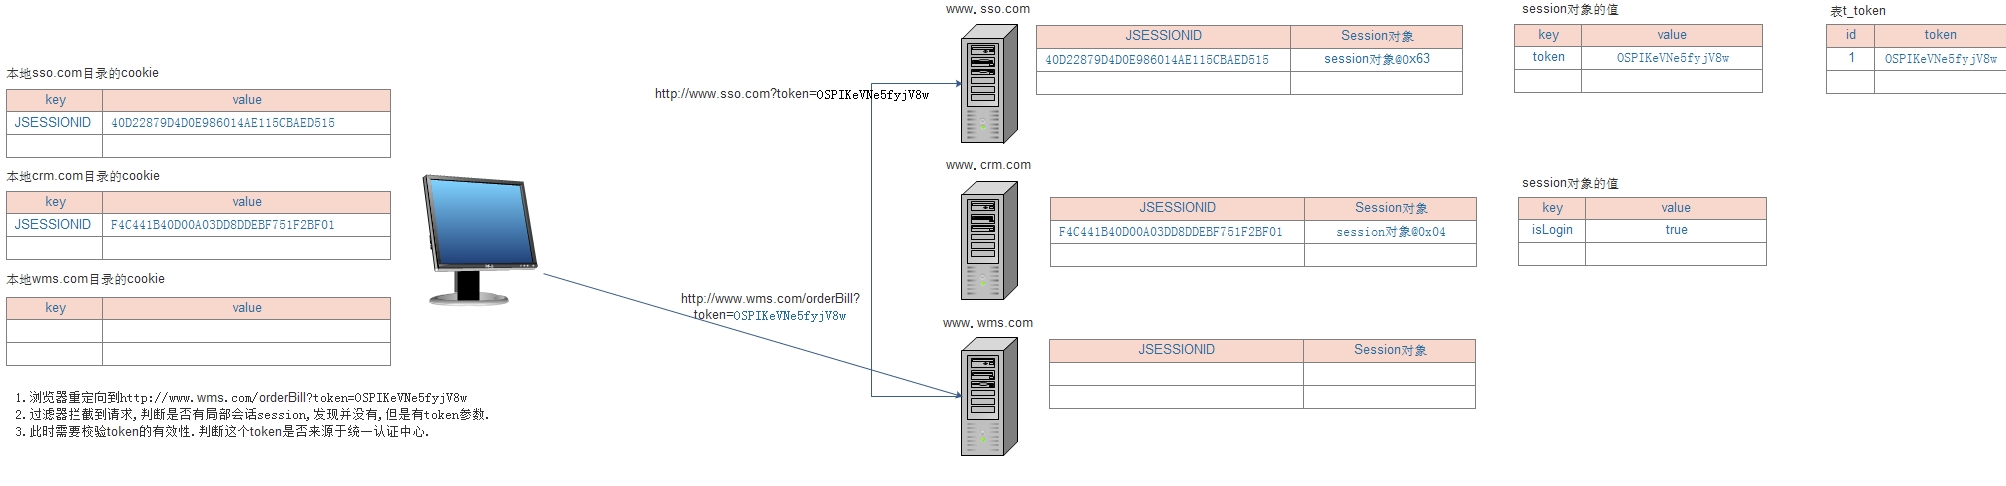 本地sso.com目录的cookie
key value
JSESSIONID 40D22879D4D0E986014AE115CBAED515
本地crm.com目录的cookie
key value
JSESSIONID F4C441B40D00A03DD8DDEBF751F2BF01
本地wms.com目录的cookie
key value
1.浏览器重定向到http://www.wms.com/orderBill?token=OSPIKeVNe5fyjV8w
2.过滤器拦截到请求,判断是否有局部会话session,发现并没有,但是有token参数.
3.此时需要校验token的有效性.判断这个token是否来源于统一认证中心.
http://www.sso.com?token=OSPIKeVNe5fyjV8w
http://www.wms.com/orderBill?
token=OSPIKeVNe5fyjV8w
www.sso.com
JSESSIONID Session对象
40D22879D4D0E986014AE115CBAED515 session对象@0x63
session对象的值
key value
token OSPIKeVNe5fyjV8w
表t_token
id token
1 OSPIKeVNe5fyjV8w
www.crm.com
JSESSIONID Session对象
F4C441B40D00A03DD8DDEBF751F2BF01 session对象@0x04
session对象的值
key value
isLogin true
www.wms.com
JSESSIONID Session对象